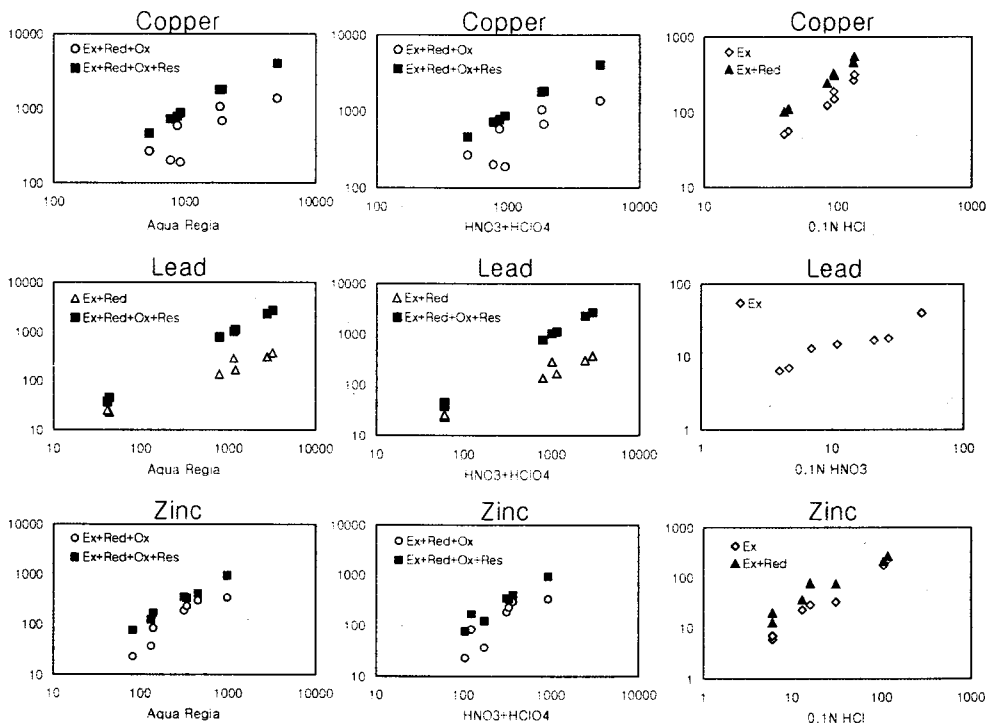 Copper
10000
Ex+Red+Ox
Ex+Red+Ox+Res
1000
100
100
1000
10000
Aqua Regia
Copper
10000
Ex+Red+Ox
Ex+Red+Ox+Res
1000
100
100
1000
10000
HNO3+HClO4
Copper
1000
Ex
Ex+Red
100
10
10
100
1000
0.1N HCl
Lead
10000
Ex+Red
Ex+Red+Ox+Res
1000
100
10
10
100
1000
10000
Aqua Regia
Lead
10000
Ex+Red
Ex+Red+Ox+Res
1000
100
10
10
100
1000
10000
HNO3+HClO4
Lead
100
Ex
10
1
1
10
100
0.1N HNO3
Zinc
10000
Ex+Red+Ox
Ex+Red+Ox+Res
1000
100
10
10
100
1000
10000
Aqua Regia
Zinc
10000
Ex+Red+Ox
Ex+Red+Ox+Res
1000
100
10
10
100
1000
10000
HNO3+HClO4
Zinc
1000
Ex
Ex+Red
100
10
1
1
10
100
1000
0.1N HCl